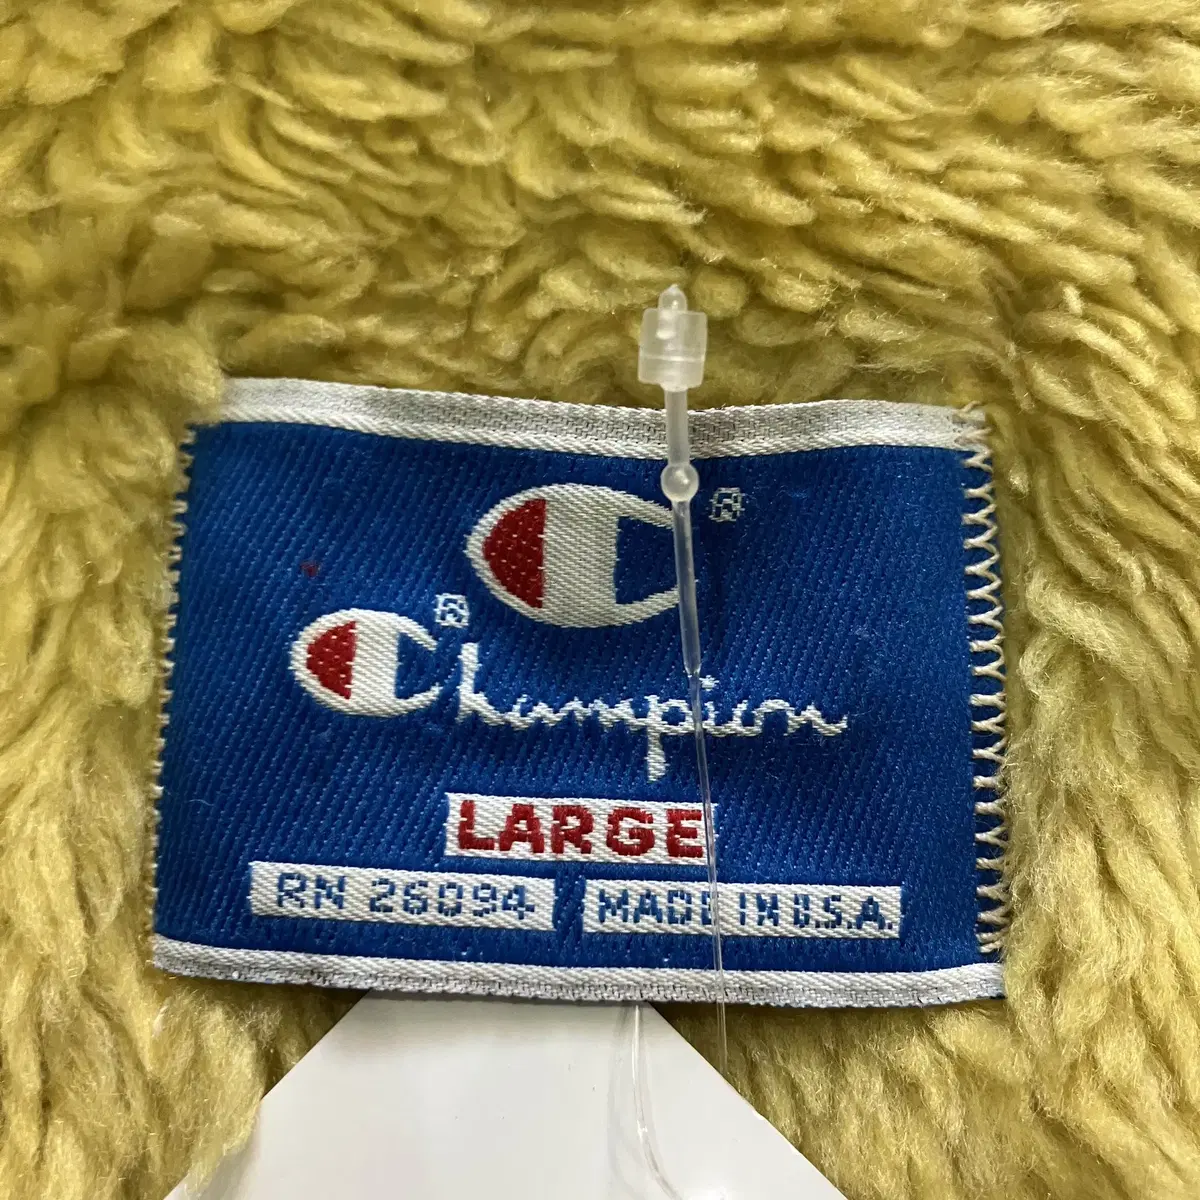 ®
Champion®
LARGE
RN 26094 MADE IN U.S.A.